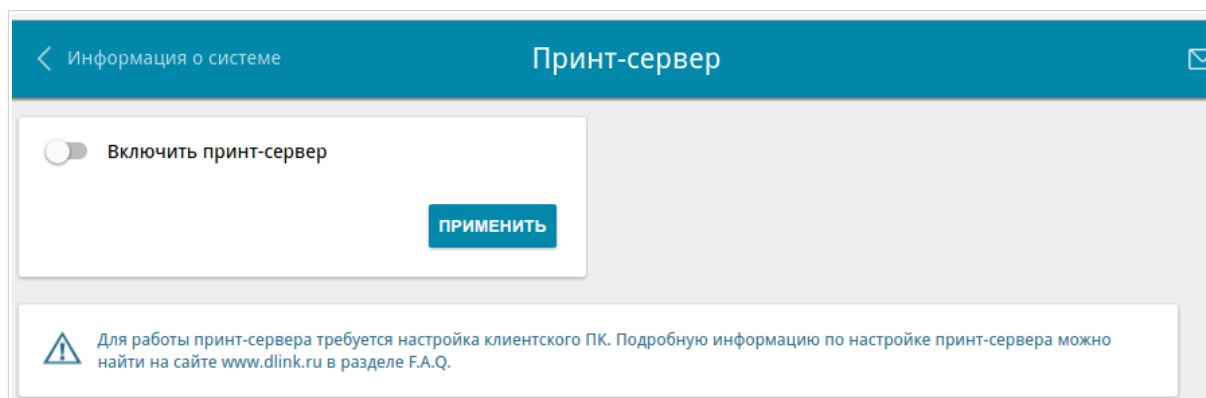 Информация о системе
Принт-сервер
Включить принт-сервер
ПРИМЕНИТЬ
Для работы принт-сервера требуется настройка клиентского ПК. Подробную информацию по настройке принт-сервера можно
найти на сайте www.dlink.ru в разделе F.A.Q.